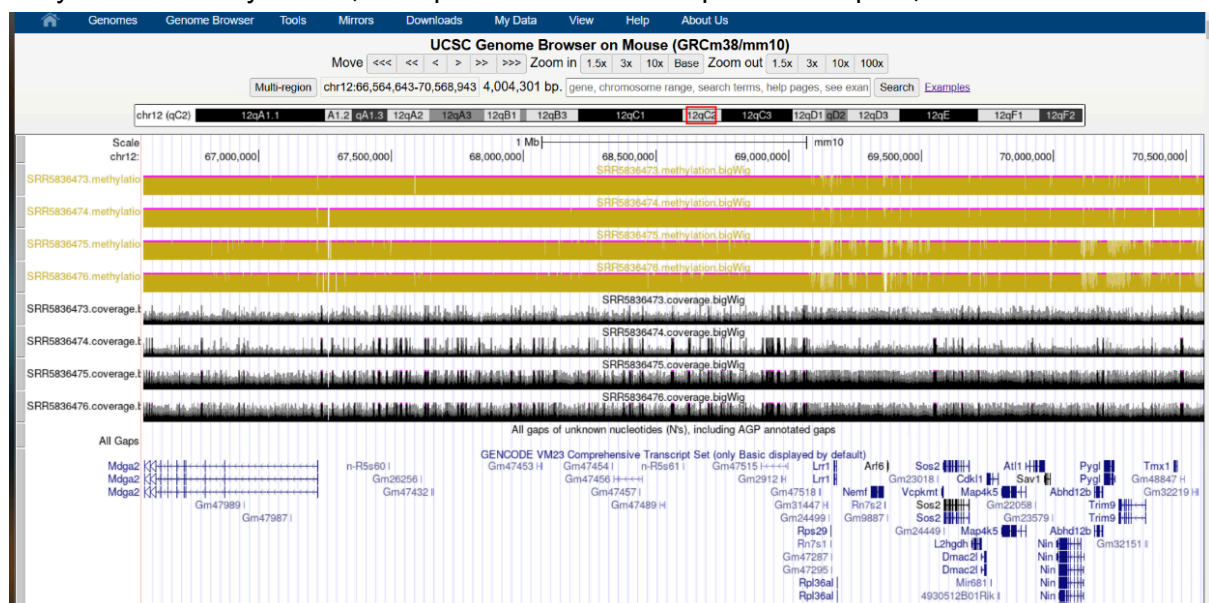 Genomes Genome Browser Tools Mirrors Downloads My Data View Help About Us
UCSC Genome Browser on Mouse (GRCm38/mm10)
Move <<< << < > >> >>> Zoom in 1.5x 3x 10x Base Zoom out 1.5x 3x 10x 100x
Multi-region chr12:66,564,643-70,568,943 4,004,301 bp. gene, chromosome range, search terms, help pages, see exan Search Examples
chr12 (qC2) 12qA1.1 A1.2 qA1.3 12qA2 12qA3 12qB1 12qB3 12qC1 12qC2 12qC3 12qD1 qD2 12qD3 12qE 12qF1 12qF2
Scale 1 Mb mm10
chr12: 67,000,000 67,500,000 68,000,000 68,500,000 69,000,000 69,500,000 70,000,000 70,500,000
SRR5836473.methylation.bigWig
SRR5836473.methylatio
SRR5836474.methylation.bigWig
SRR5836474.methylatio
SRR5836475.methylation.bigWig
SRR5836475.methylatio
SRR5836476.methylation.bigWig
SRR5836476.methylatio
SRR5836473.coverage.bigWig
SRR5836473.coverage.t
SRR5836474.coverage.bigWig
SRR5836474.coverage.t
SRR5836475.coverage.bigWig
SRR5836475.coverage.t
SRR5836476.coverage.bigWig
SRR5836476.coverage.t
All gaps of unknown nucleotides (N's), including AGP annotated gaps
All Gaps
GENCODE VM23 Comprehensive Transcript Set (only Basic displayed by default)
Mdga2 n-R5s60 Gm47453 Gm47454 n-R5s61 Gm47515 Lrr1 Arf6 Sos2 Atl1 Pygl Tmx1
Mdga2 Gm26256 Gm47456 Gm2912 Lrr1 Gm23018 Cdkl1 Sav1 Pygl Gm48847
Mdga2 Gm47432 Gm47457 Gm47518 Nemf Vcpkmt Map4k5 Abhd12b Gm32219
Gm47989 Gm47489 Gm31447 Rn7s2 Sos2 Gm22058 Trim9
Gm47987 Gm24499 Gm9887 Sos2 Gm23579 Trim9
Rps29 Gm24449 Map4k5 Abhd12b
Rn7s1 L2hgdh Nin Gm32151
Gm47287 Dmac2l Nin
Gm47295 Dmac2l Nin
Rpl36al Mir681 Nin
Rpl36al 4930512B01Rik Nin